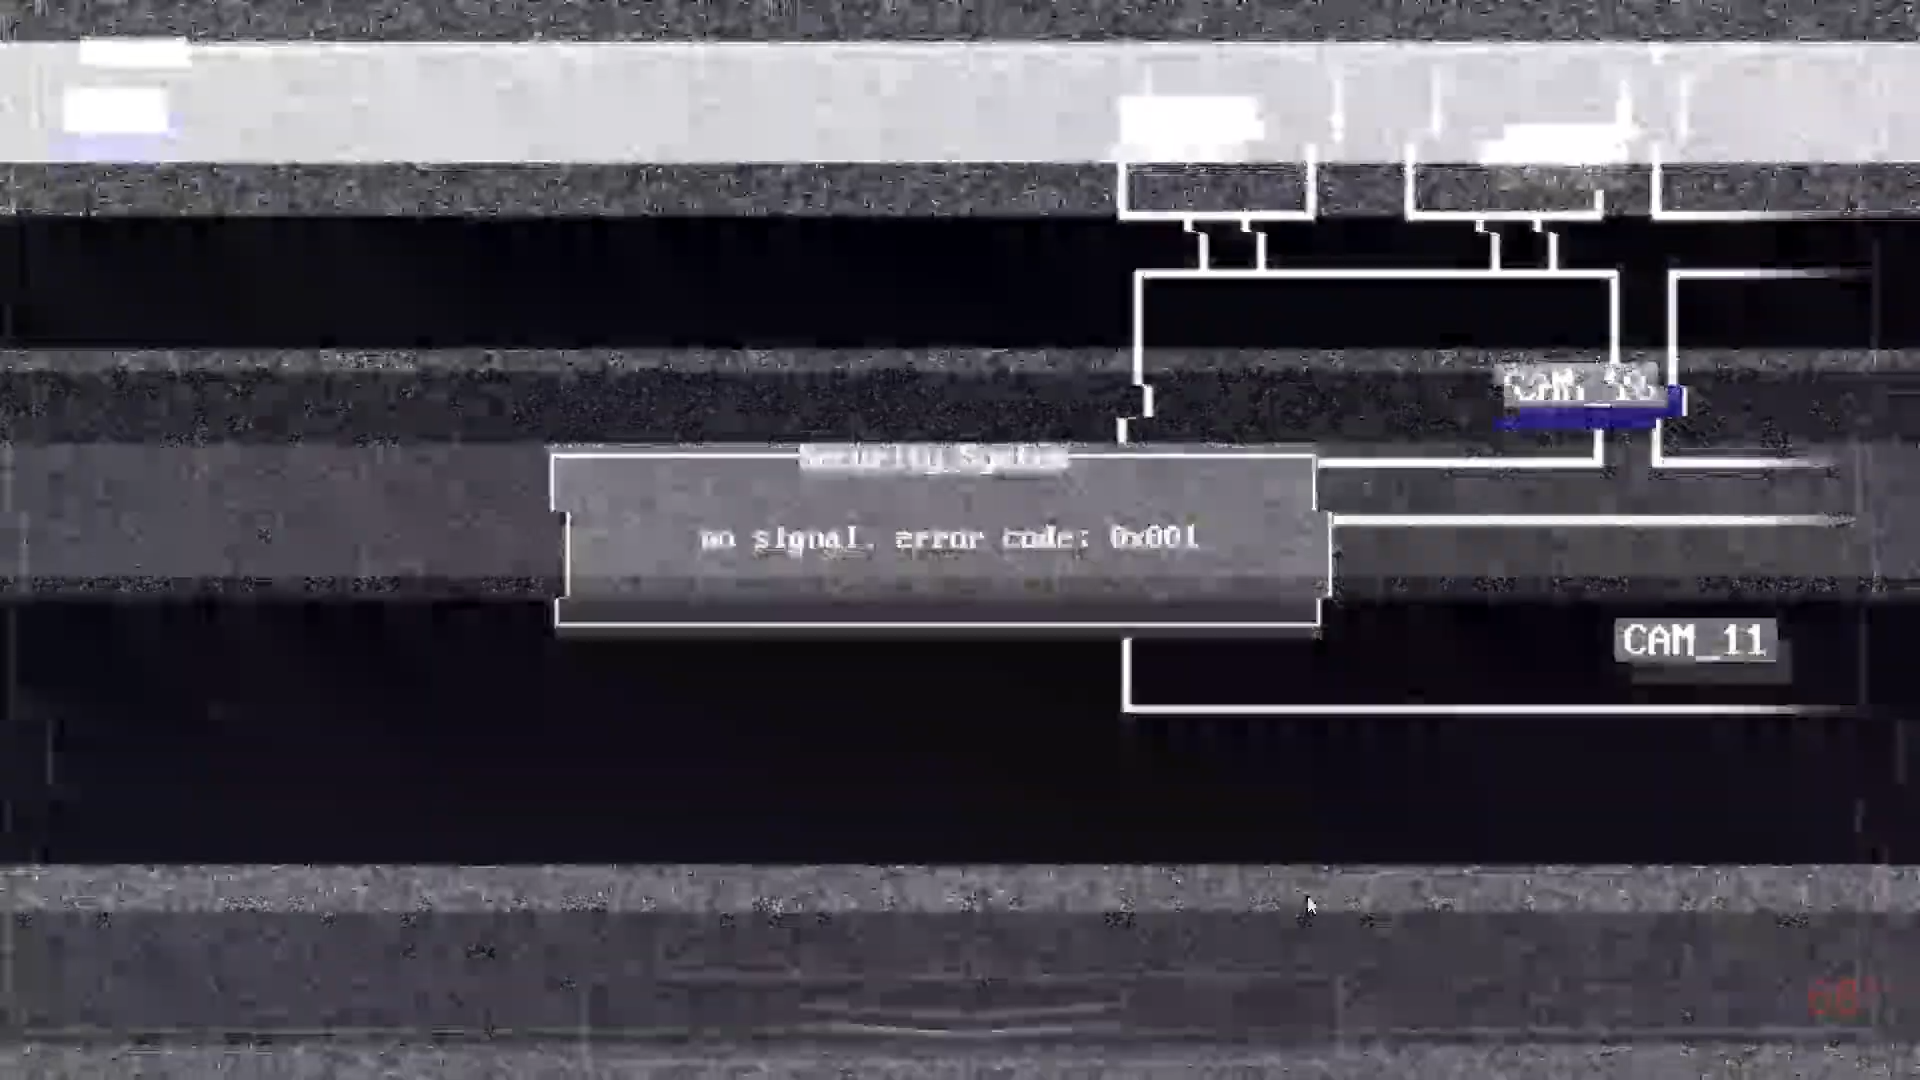 Security System
no signal. error code: 0x001
CAM_11